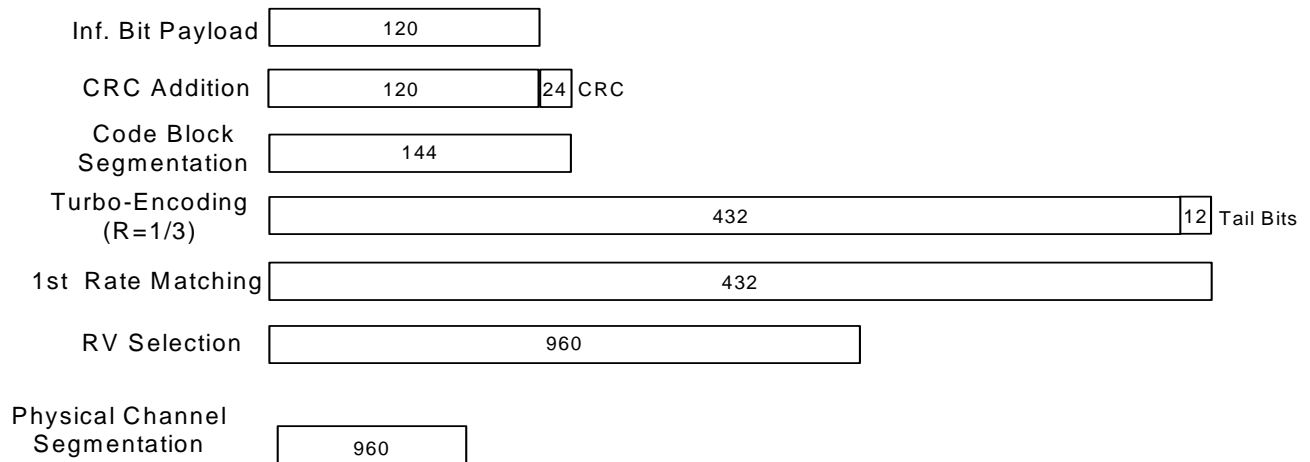 Inf. Bit Payload 120
CRC Addition 120 24 CRC
Code Block
Segmentation 144
Turbo-Encoding
(R=1/3) 432 12 Tail Bits
1st Rate Matching 432
RV Selection 960
Physical Channel
Segmentation 960